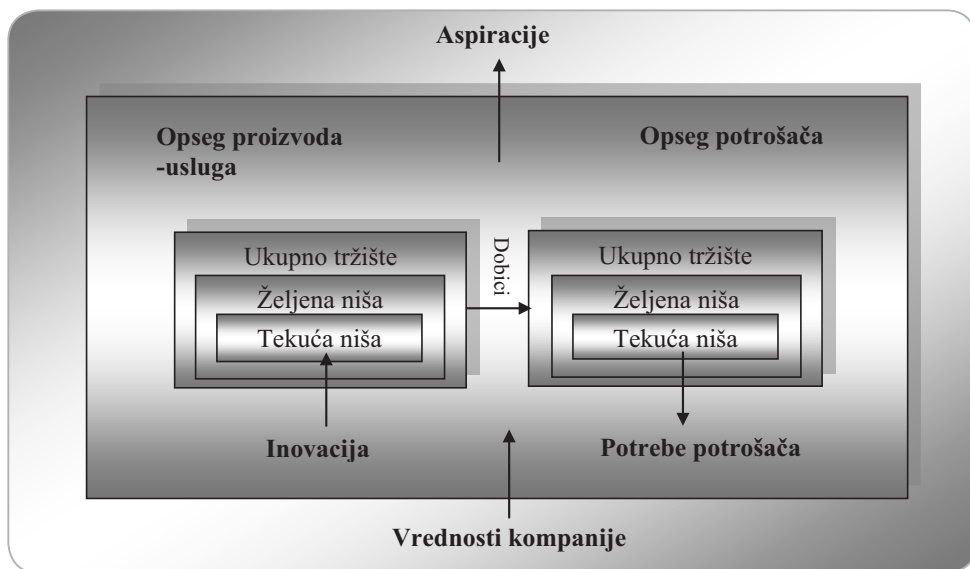 Aspiracije
Opseg proizvoda
-usluga
Opseg potrošača
Ukupno tržište
Željena niša
Tekuća niša
Dobici
Ukupno tržište
Željena niša
Tekuća niša
Inovacija
Potrebe potrošača
Vrednosti kompanije